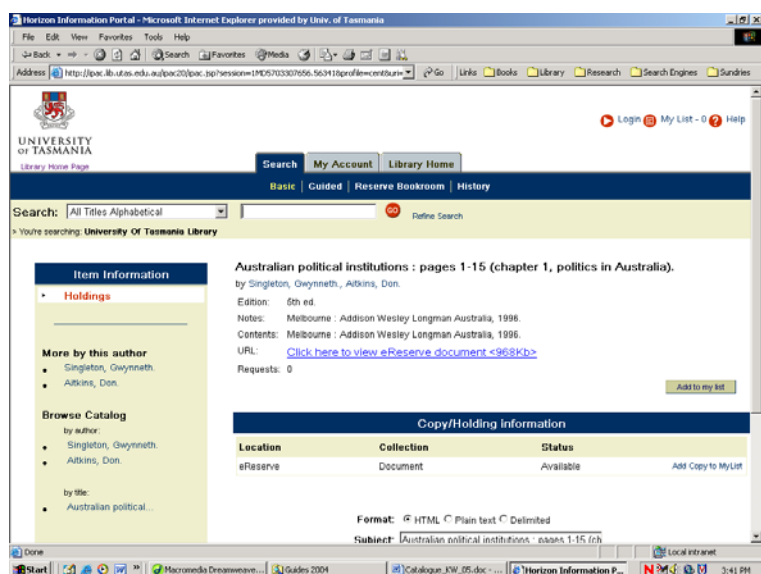 Horizon Information Portal - Microsoft Internet Explorer provided by Univ. of Tasmania
File Edit View Favorites Tools Help
Back Search Favorites Media
Address http://ipac.lib.utas.edu.au/ipac20/ipac.jsp?session=1MD5703307656.56341&profile=cent&uri= Go Links Books Library Research Search Engines Sundries
UNIVERSITY
OF TASMANIA
Library Home Page
Login My List - 0 Help
Search My Account Library Home
Basic | Guided | Reserve Bookroom | History
Search: All Titles Alphabetical GO Refine Search
> You're searching: University Of Tasmania Library
Item Information
Holdings
More by this author
Singleton, Gwynneth.
Aitkins, Don.
Browse Catalog
by author:
Singleton, Gwynneth.
Aitkins, Don.
by title:
Australian political...
Australian political institutions : pages 1-15 (chapter 1, politics in Australia).
by Singleton, Gwynneth., Aitkins, Don.
Edition: 5th ed.
Notes: Melbourne : Addison Wesley Longman Australia, 1996.
Contents: Melbourne : Addison Wesley Longman Australia, 1996.
URL: Click here to view eReserve document <968Kb>
Requests: 0
Add to my list
Copy/Holding information
Location Collection Status
eReserve Document Available Add Copy to MyList
Format: HTML Plain text Delimited
Subject: Australian political institutions : pages 1-15 (ch
Done Local intranet
Start Macromedia Dreamweave... Guides 2004 Catalogue_KW_05.doc - ... Horizon Information P... 3:41 PM